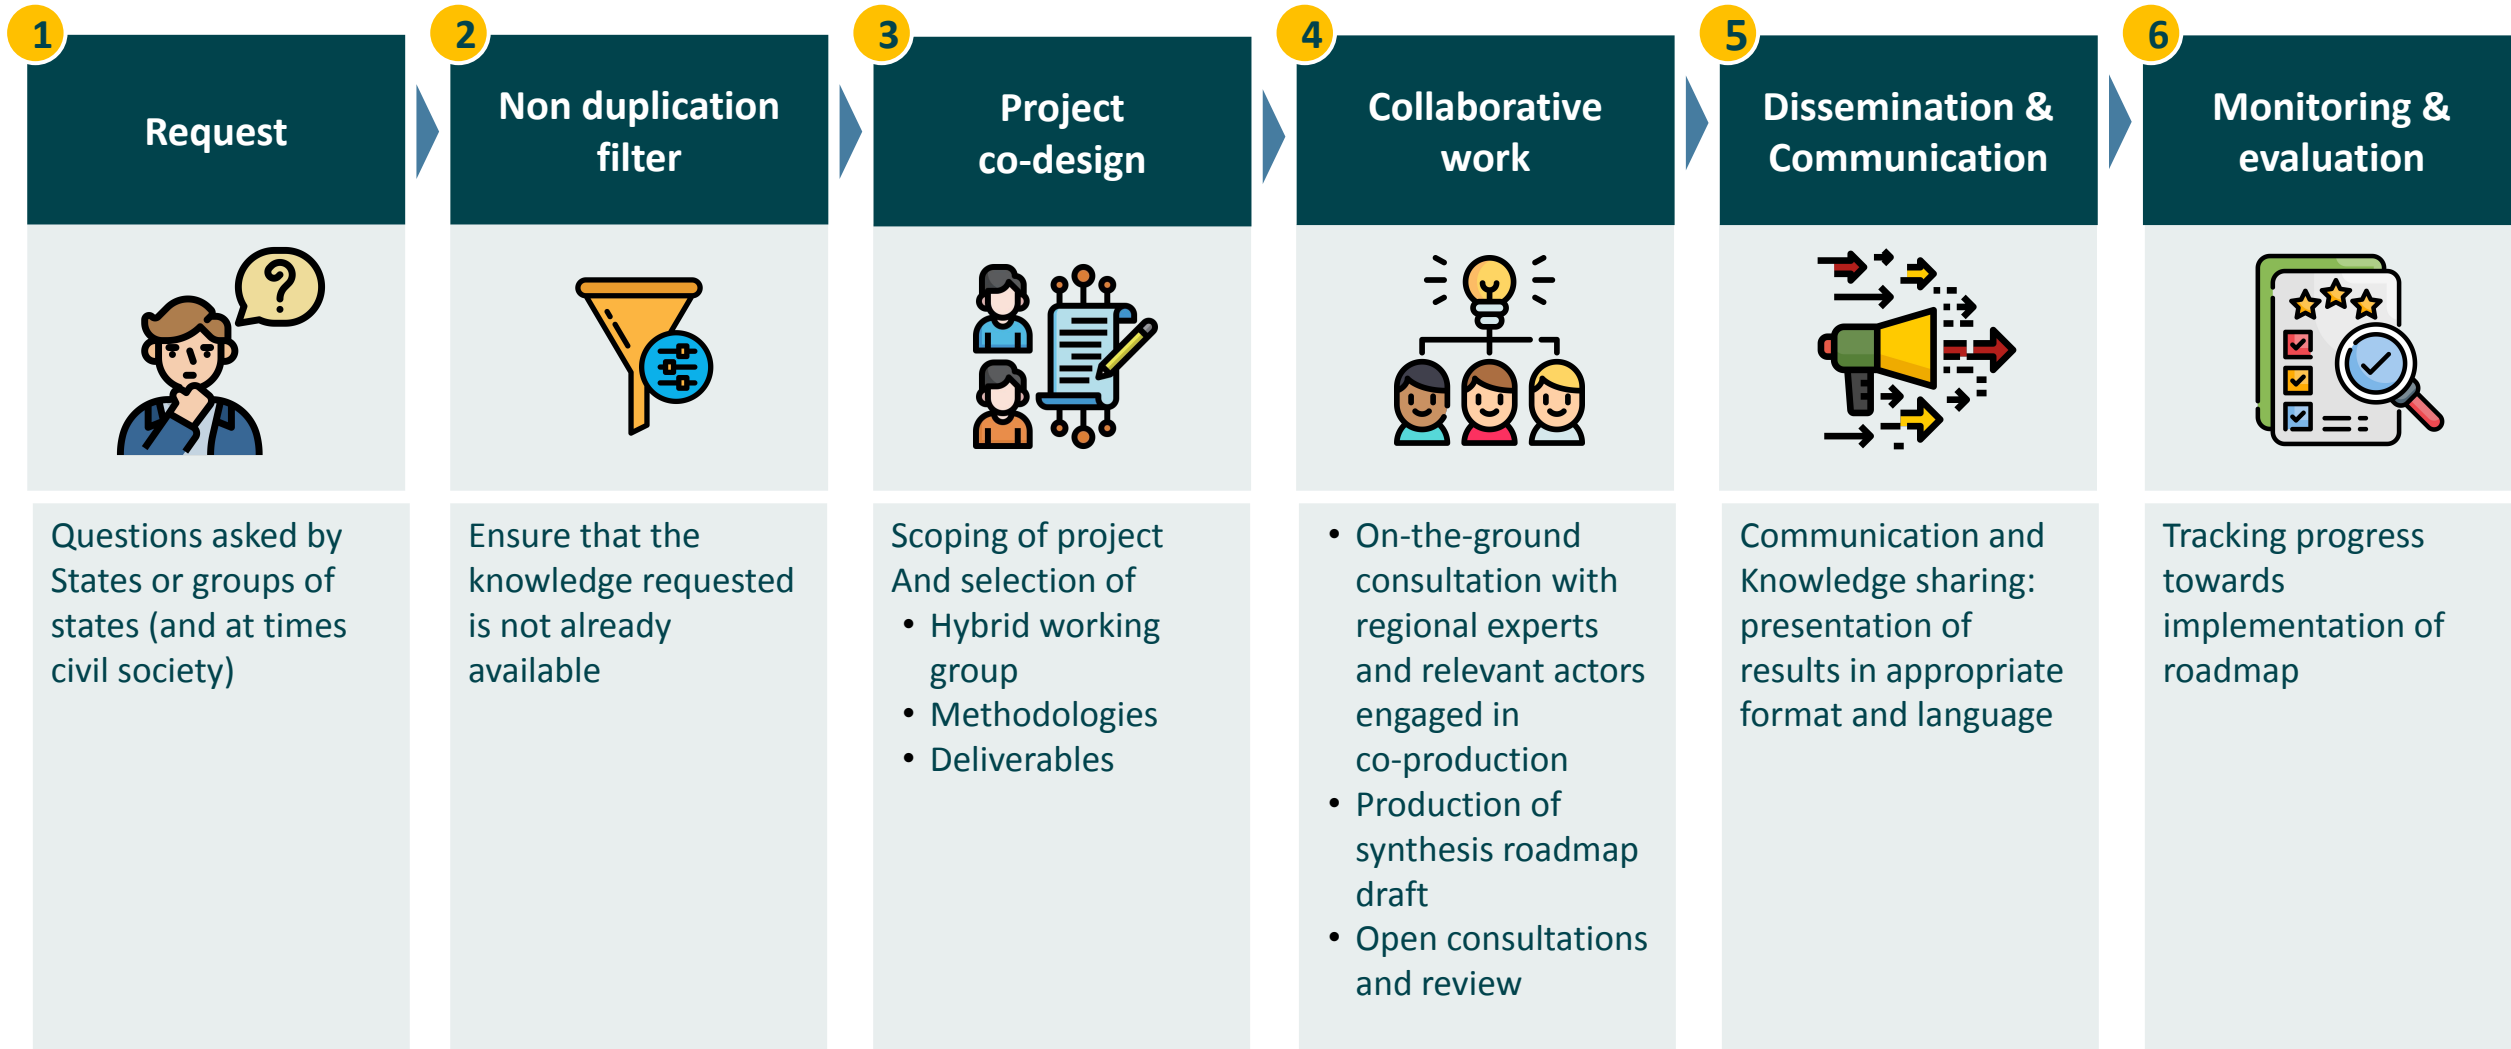 1
Request
Questions asked by
States or groups of
states (and at times
civil society)
2
Non duplication
filter
Ensure that the
knowledge requested
is not already
available
3
Project
co-design
Scoping of project
And selection of
• Hybrid working
group
• Methodologies
• Deliverables
4
Collaborative
work
• On-the-ground
consultation with
regional experts
and relevant actors
engaged in
co-production
• Production of
synthesis roadmap
draft
• Open consultations
and review
5
Dissemination &
Communication
Communication and
Knowledge sharing:
presentation of
results in appropriate
format and language
6
Monitoring &
evaluation
Tracking progress
towards
implementation of
roadmap